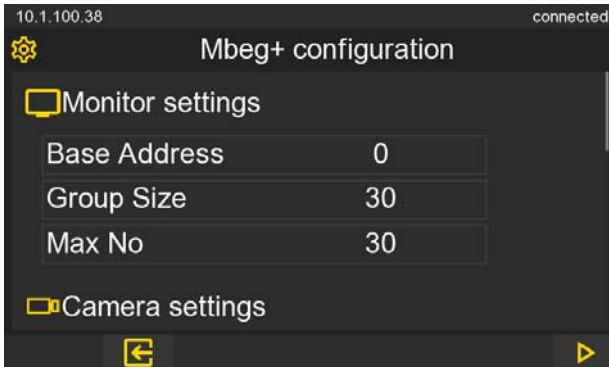 10.1.100.38 connected
Mbeg+ configuration
Monitor settings
Base Address 0
Group Size 30
Max No 30
Camera settings